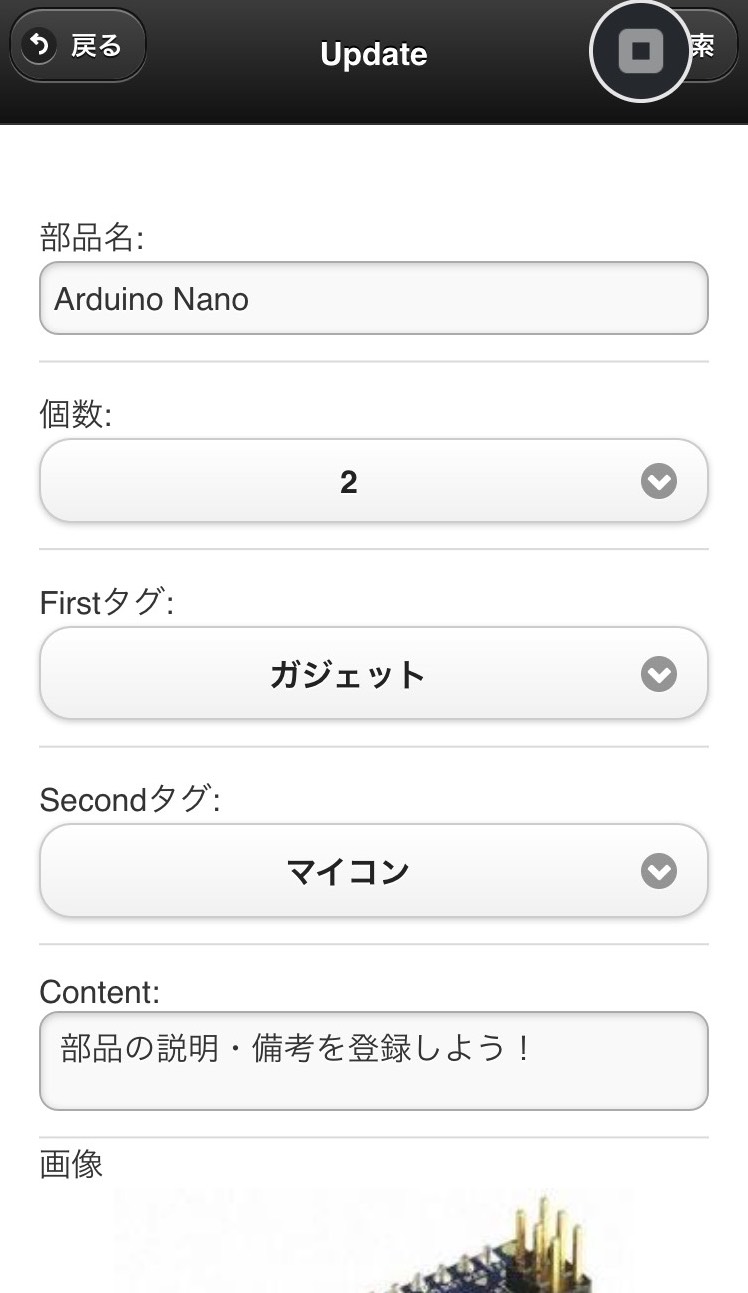 戻る
Update
索
部品名:
Arduino Nano
個数:
2
Firstタグ:
ガジェット
Secondタグ:
マイコン
Content:
部品の説明・備考を登録しよう！
画像